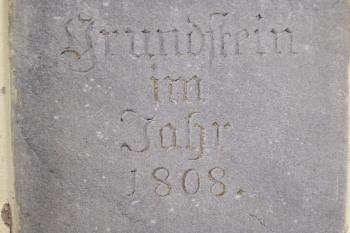 Grundſtein
im
Jahr
1808.